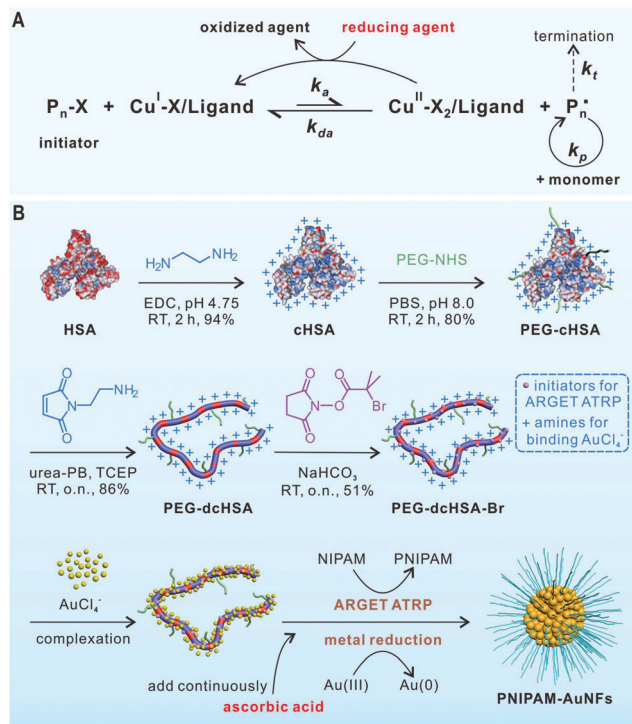 A
oxidized agent
reducing agent
termination
kt
Pn-X + CuI-X/Ligand
ka
kda
CuII-X2/Ligand + Pn•
initiator
kp
+ monomer
B
H2N
NH2
EDC, pH 4.75
RT, 2 h, 94%
PEG-NHS
PBS, pH 8.0
RT, 2 h, 80%
HSA
cHSA
PEG-cHSA
O
N
O
NH2
urea-PB, TCEP
RT, o.n., 86%
O
N
O
O
O
Br
NaHCO3
RT, o.n., 51%
initiators for
ARGET ATRP
+ amines for
binding AuCl4-
PEG-dcHSA
PEG-dcHSA-Br
AuCl4-
complexation
NIPAM
PNIPAM
ARGET ATRP
metal reduction
Au(III)
Au(0)
add continuously
ascorbic acid
PNIPAM-AuNFs